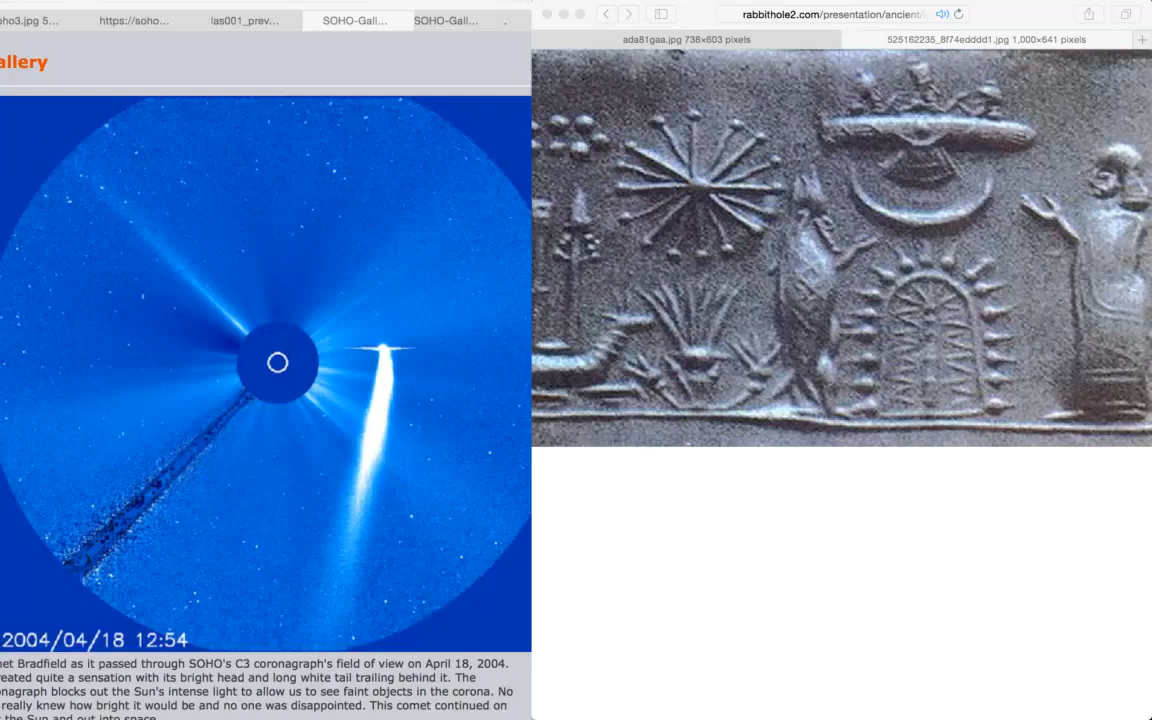 oho3.jpg 5...
https://soho...
las001_prev...
SOHO-Gall...
SOHO-Gall...
rabbithole2.com/presentation/ancient/
ada81gaa.jpg 738×603 pixels
525162235_8f74edddd1.jpg 1,000×641 pixels
allery
2004/04/18 12:54
net Bradfield as it passed through SOHO's C3 coronagraph's field of view on April 18, 2004.
reated quite a sensation with its bright head and long white tail trailing behind it. The
onagraph blocks out the Sun's intense light to allow us to see faint objects in the corona. No
really knew how bright it would be and no one was disappointed. This comet continued on
the Sun and out into space.